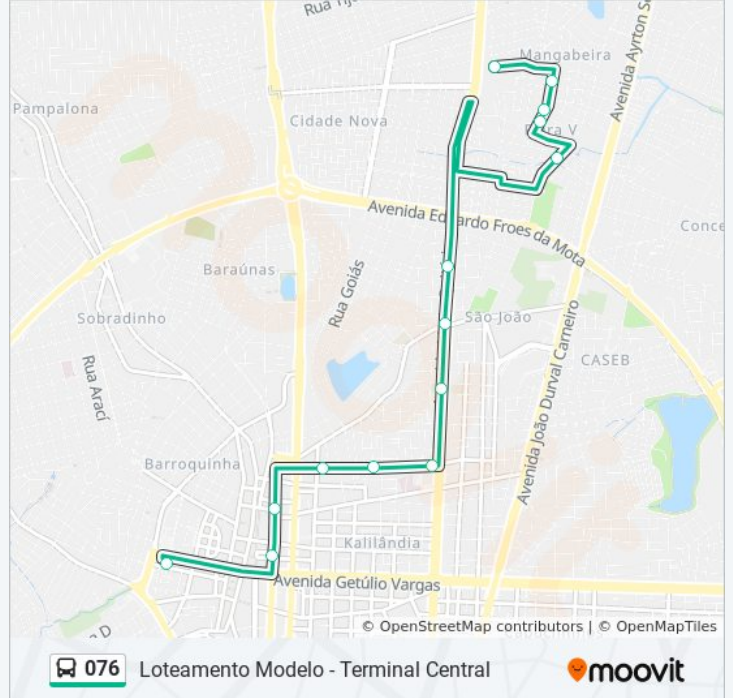 Rua Tij
Mangabeira
Avenida Ayrton Se
Pampalona
Cidade Nova
Avenida Eduardo Froes da Mota
Conce
Baraúnas
Rua Goiás
Sobradinho
São João
CASEB
Rua Arací
Avenida João Durval Carneiro
Barroquinha
Kalilândia
Avenida Getúlio Vargas
© OpenStreetMap contributors | © OpenMapTiles
076 Loteamento Modelo - Terminal Central
moovit